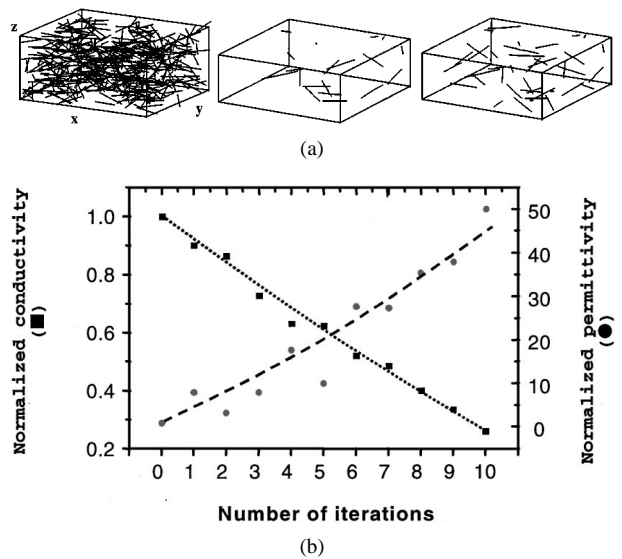 z
x
y
(a)
Normalized conductivity
(■)
1.0
0.8
0.6
0.4
0.2
50
40
30
20
10
0
Normalized permittivity
(●)
0 1 2 3 4 5 6 7 8 9 10
Number of iterations
(b)